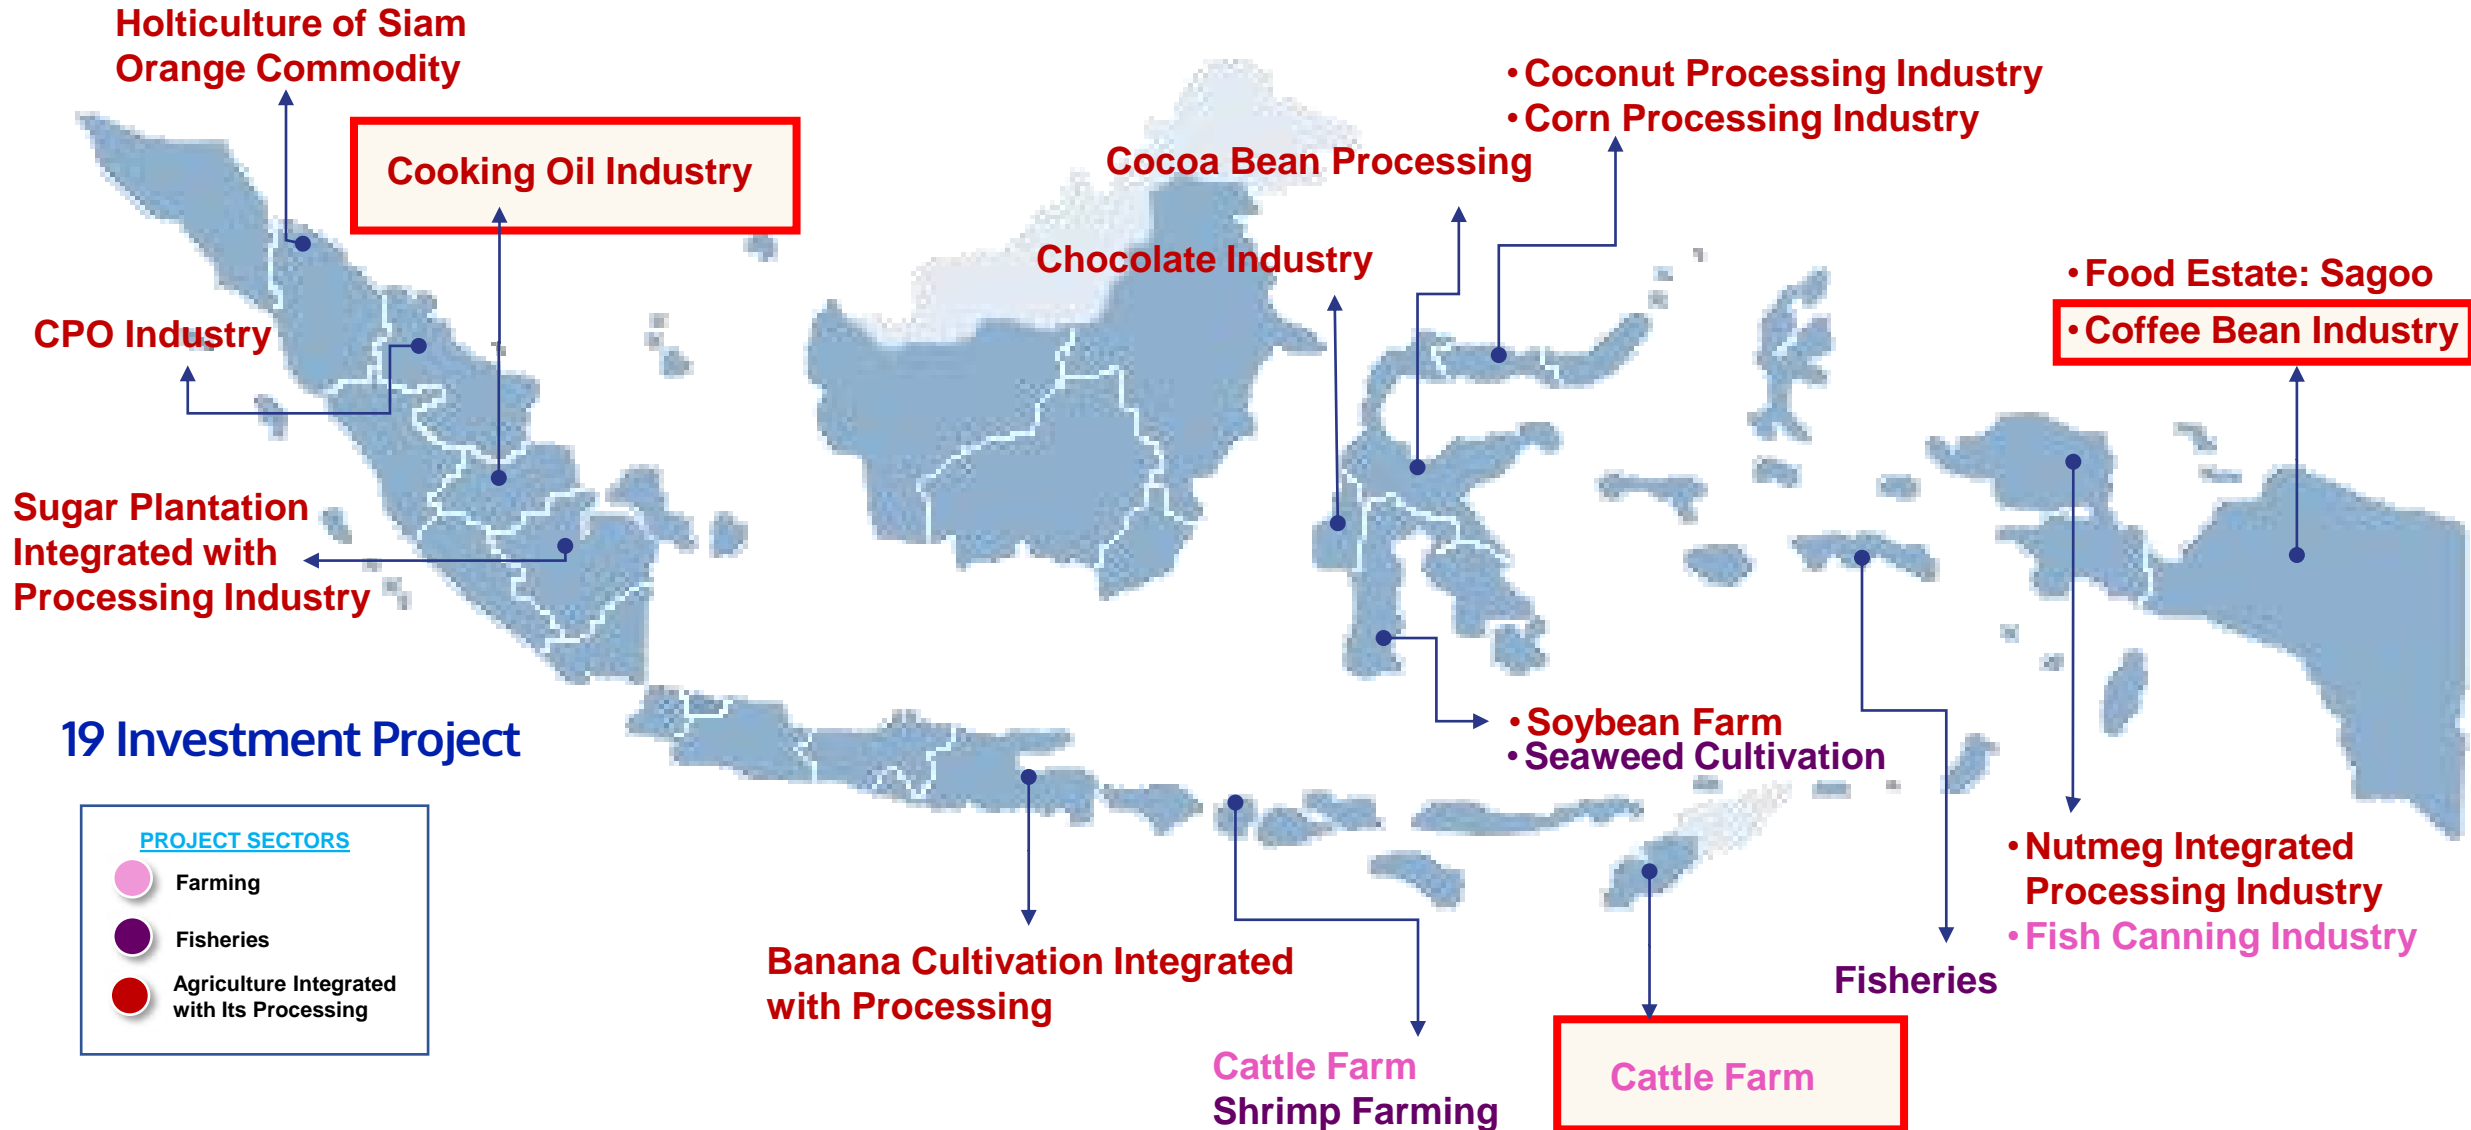 Holticulture of Siam
Orange Commodity
Cooking Oil Industry
CPO Industry
Sugar Plantation
Integrated with
Processing Industry
• Coconut Processing Industry
• Corn Processing Industry
Cocoa Bean Processing
Chocolate Industry
• Food Estate: Sagoo
• Coffee Bean Industry
• Soybean Farm
• Seaweed Cultivation
19 Investment Project
PROJECT SECTORS
Farming
Fisheries
Agriculture Integrated
with Its Processing
Banana Cultivation Integrated
with Processing
Cattle Farm
Shrimp Farming
Cattle Farm
Fisheries
• Nutmeg Integrated
Processing Industry
• Fish Canning Industry